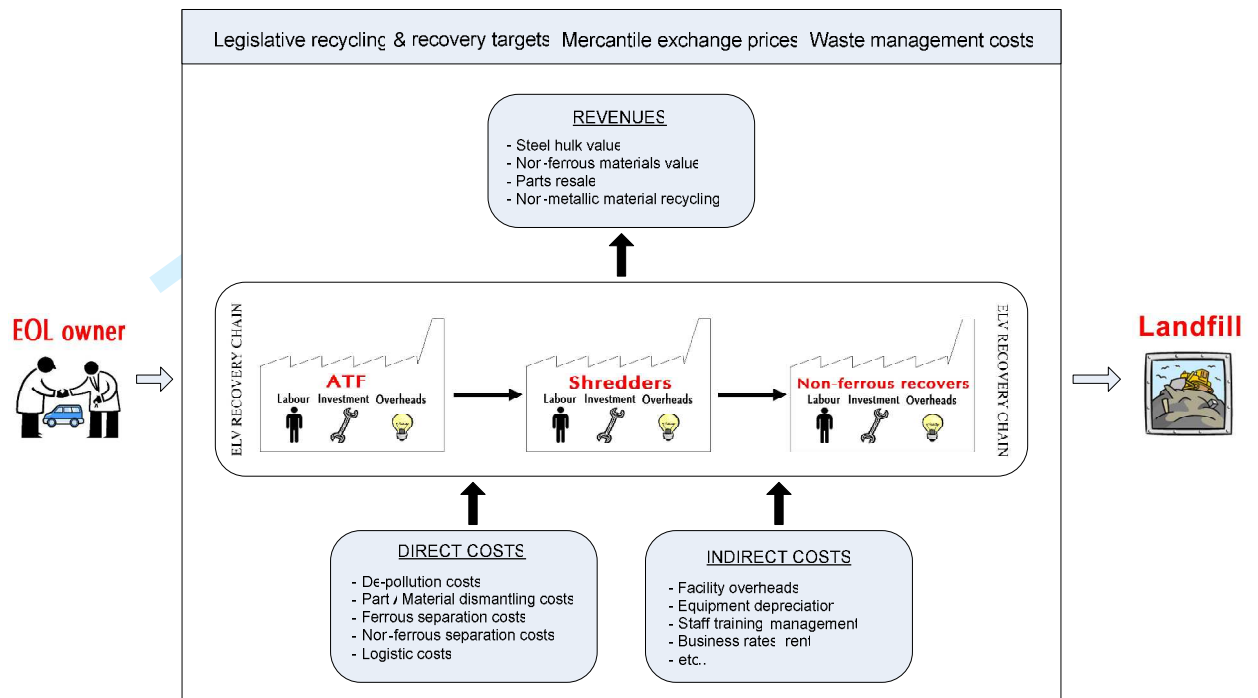 Legislative recycling & recovery targets Mercantile exchange prices Waste management costs
REVENUES
- Steel hulk value
- Non-ferrous materials value
- Parts resale
- Non-metallic material recycling
EOL owner
ELV RECOVERY CHAIN
ATF
Labour Investment Overheads
Shredders
Labour Investment Overheads
Non-ferrous recovers
Labour Investment Overheads
ELV RECOVERY CHAIN
Landfill
DIRECT COSTS
- De-pollution costs
- Part / Material dismantling costs
- Ferrous separation costs
- Non-ferrous separation costs
- Logistic costs
INDIRECT COSTS
- Facility overheads
- Equipment depreciation
- Staff training management
- Business rates rent
- etc..